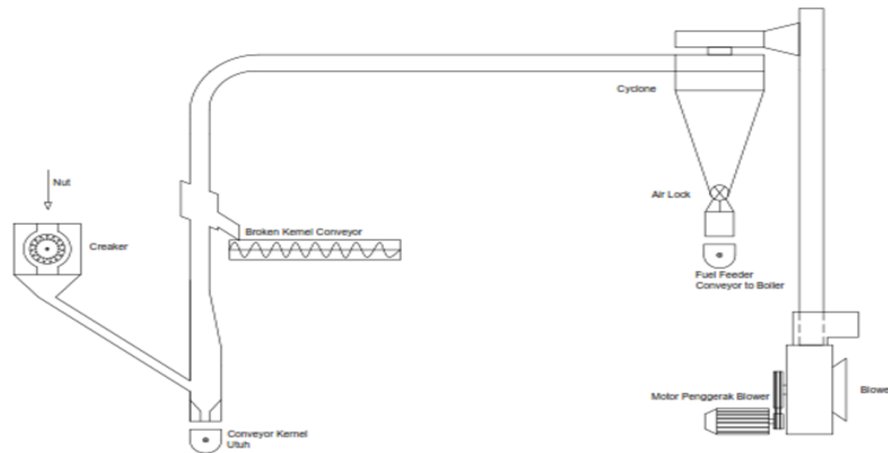 Cyclone
Nut
Air Lock
Broken Kernel Conveyor
Creaker
Fuel Feeder
Conveyor to Boiler
Blowe
Motor Penggerak Blower
Conveyor Kernel
Utuh